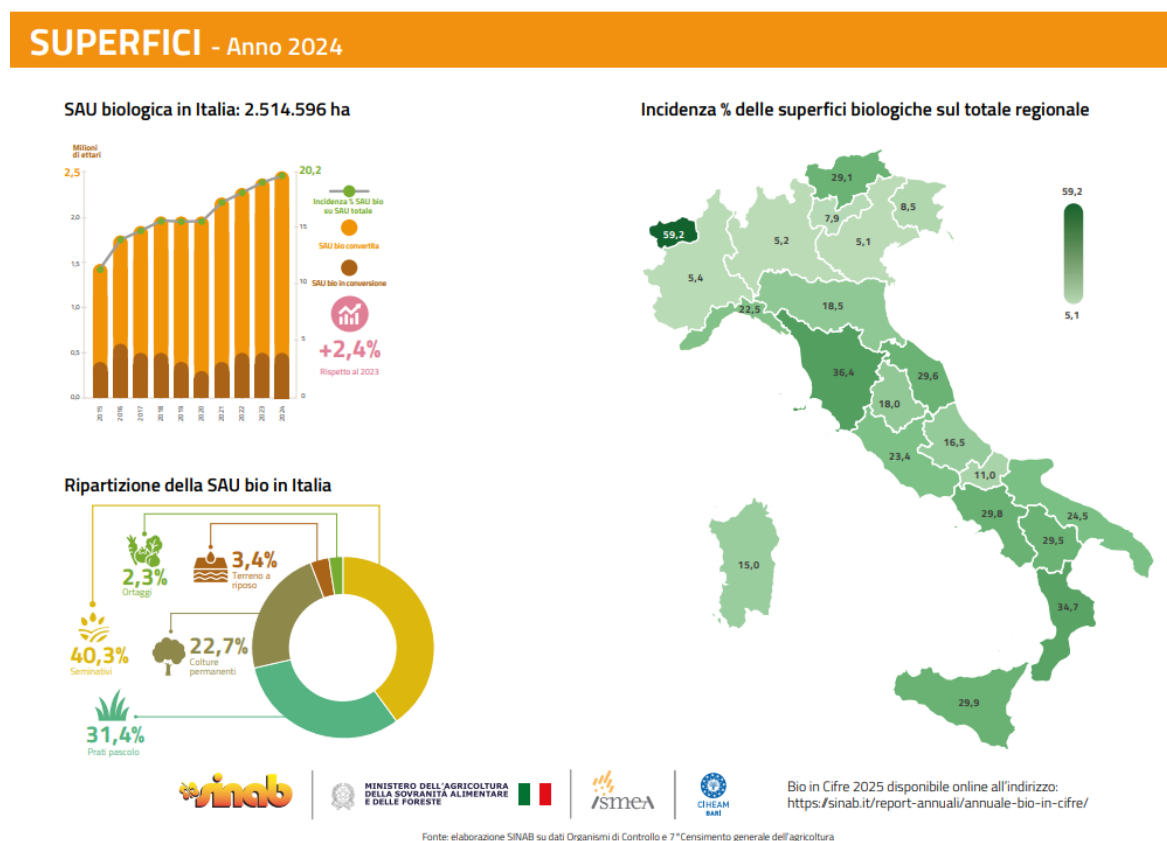 SUPERFICI - Anno 2024
SAU biologica in Italia: 2.514.596 ha
Milioni
di ettari
2,5
2,0
1,5
1,0
0,5
0,0
20,2
15
10
5
0
2015
2016
2017
2018
2019
2020
2021
2022
2023
2024
Incidenza % SAU bio
su SAU totale
SAU bio convertita
SAU bio in conversione
+2,4%
Rispetto al 2023
Ripartizione della SAU bio in Italia
2,3%
Ortaggi
3,4%
Terreno a
riposo
40,3%
Seminativi
22,7%
Colture
permanenti
31,4%
Prati pascolo
Incidenza % delle superfici biologiche sul totale regionale
29,1
59,2
7,9
8,5
5,2
5,1
5,4
18,5
22,5
36,4
29,6
18,0
16,5
23,4
11,0
29,8
24,5
29,5
15,0
34,7
29,9
59,2
5,1
sinab
MINISTERO DELL'AGRICOLTURA
DELLA SOVRANITÀ ALIMENTARE
E DELLE FORESTE
ismea
CIHEAM
BARI
Bio in Cifre 2025 disponibile online all'indirizzo:
https://sinab.it/report-annuali/annuale-bio-in-cifre/
Fonte: elaborazione SINAB su dati Organismi di Controllo e 7°Censimento generale dell'agricoltura